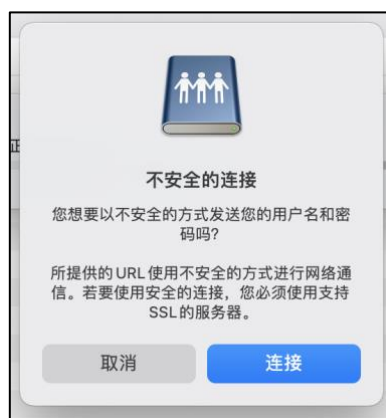 正
不安全的连接
您想要以不安全的方式发送您的用户名和密
码吗?
所提供的 URL 使用不安全的方式进行网络通
信。若要使用安全的连接，您必须使用支持
SSL的服务器。
取消
连接